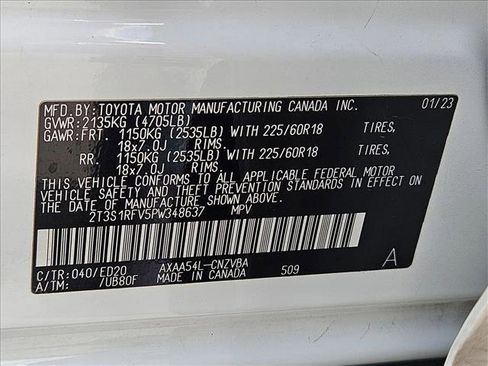 MFD.BY:TOYOTA MOTOR MANUFACTURING CANADA INC. 01/23
GVWR:2135KG (4705LB)
GAWR:FRT. 1150KG (2535LB) WITH 225/60R18 TIRES,
18x7.0J RIMS.
RR. 1150KG (2535LB) WITH 225/60R18 TIRES,
18x7.0J RIMS.
THIS VEHICLE CONFORMS TO ALL APPLICABLE FEDERAL MOTOR
VEHICLE SAFETY AND THEFT PREVENTION STANDARDS IN EFFECT
ON THE DATE OF MANUFACTURE SHOWN ABOVE.
2T3S1RFV5PW348637 MPV
C/TR:040/ED20 AXAA54L-CNZVBA A
A/TM: /UB80F MADE IN CANADA 509